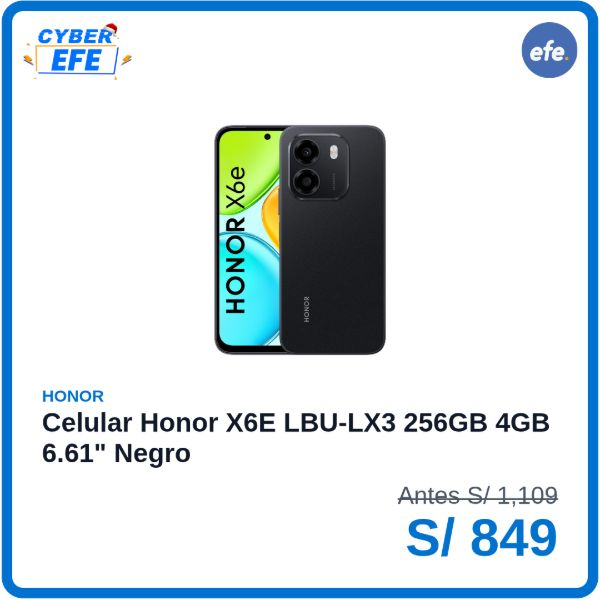 CYBER
EFE
efe.
HONOR X6e
HONOR
HONOR
Celular Honor X6E LBU-LX3 256GB 4GB
6.61" Negro
Antes S/ 1,109
S/ 849